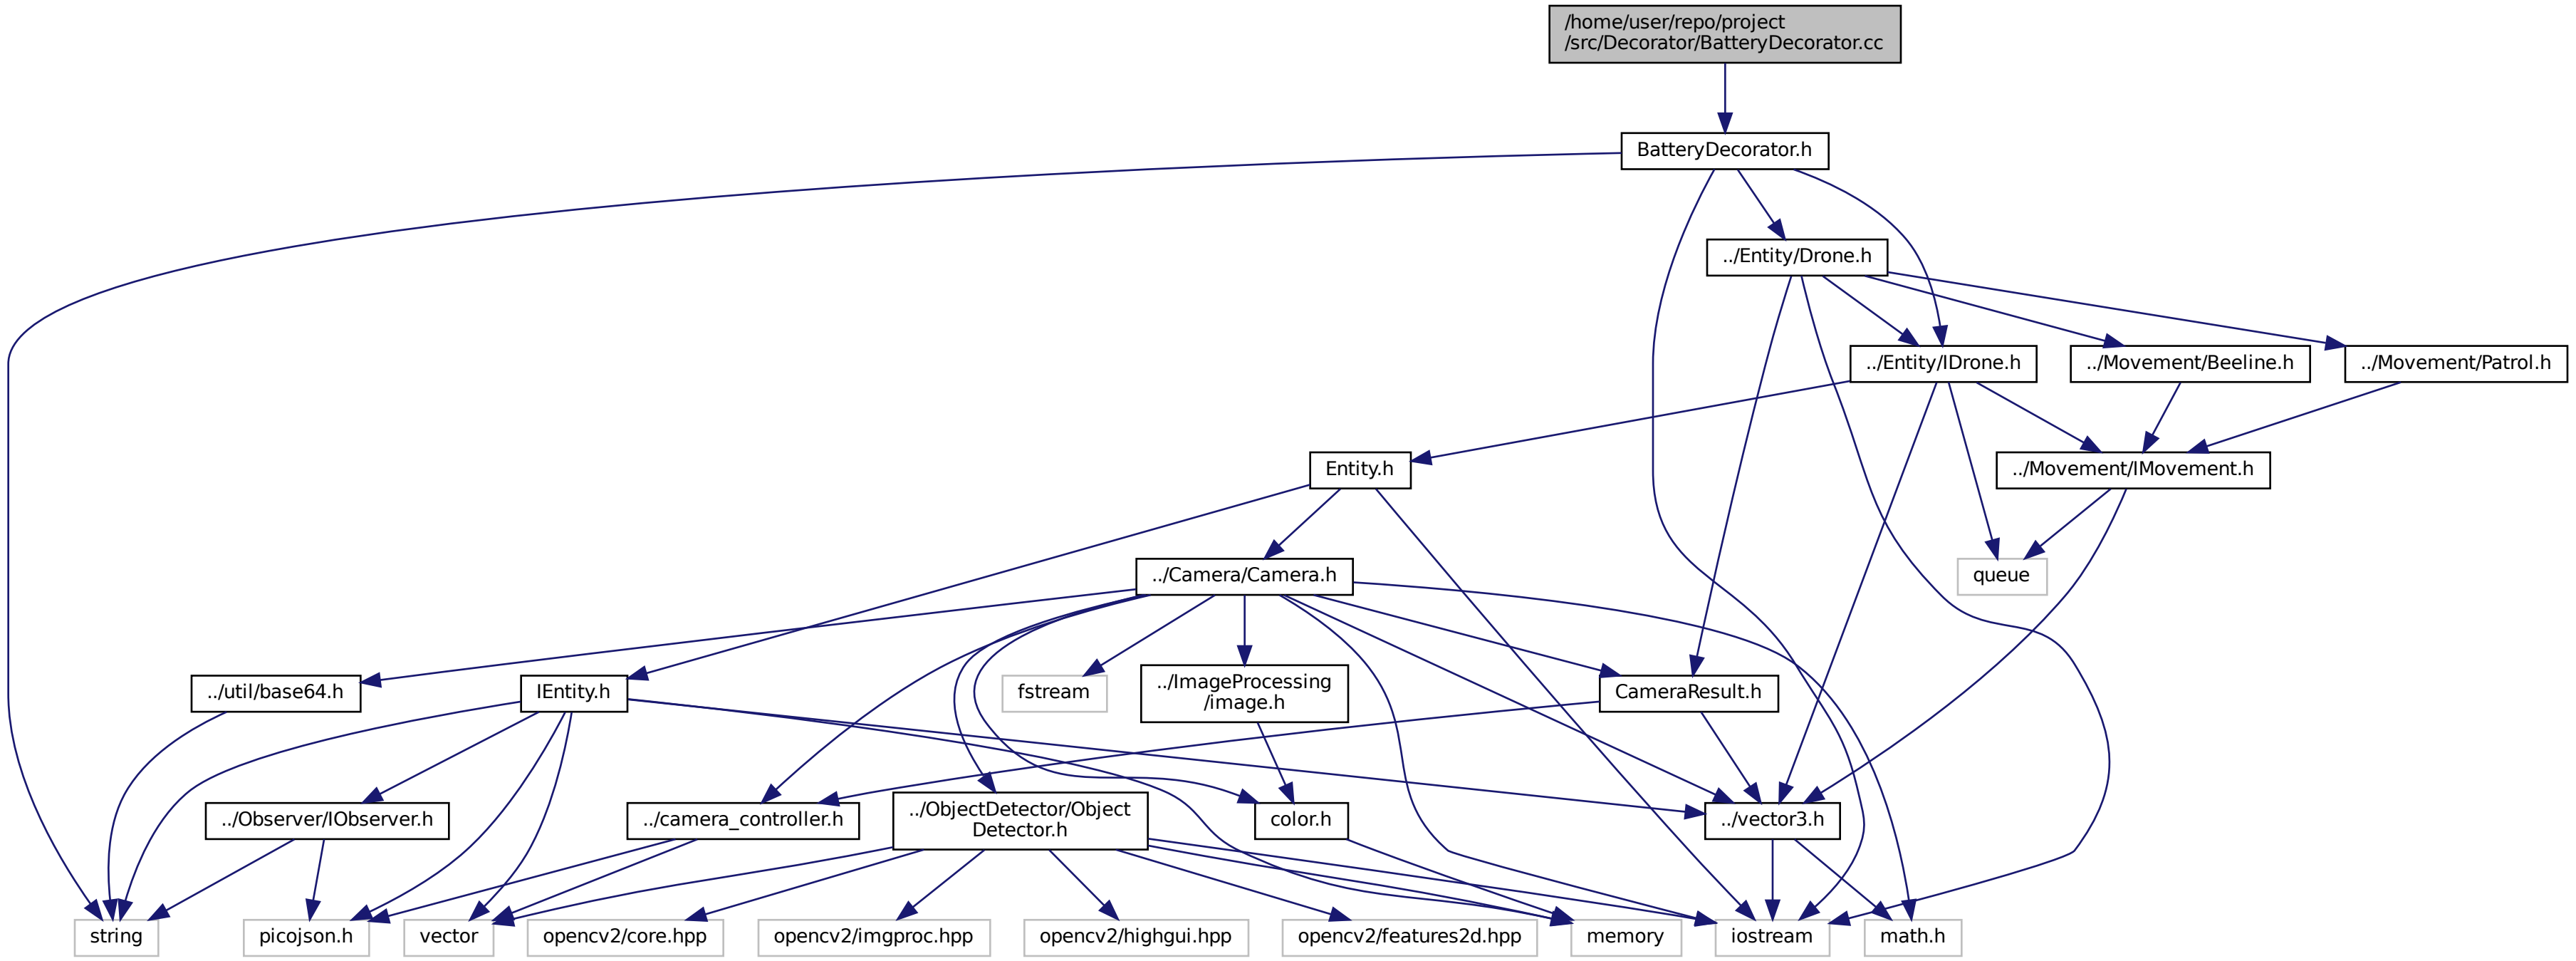 /home/user/repo/project
/src/Decorator/BatteryDecorator.cc
BatteryDecorator.h
../Entity/Drone.h
../Entity/IDrone.h
../Movement/Beeline.h
../Movement/Patrol.h
Entity.h
../Movement/IMovement.h
../Camera/Camera.h
queue
../util/base64.h
IEntity.h
fstream
../ImageProcessing
/image.h
CameraResult.h
../Observer/IObserver.h
../camera_controller.h
../ObjectDetector/Object
Detector.h
color.h
../vector3.h
string
picojson.h
vector
opencv2/core.hpp
opencv2/imgproc.hpp
opencv2/highgui.hpp
opencv2/features2d.hpp
memory
iostream
math.h